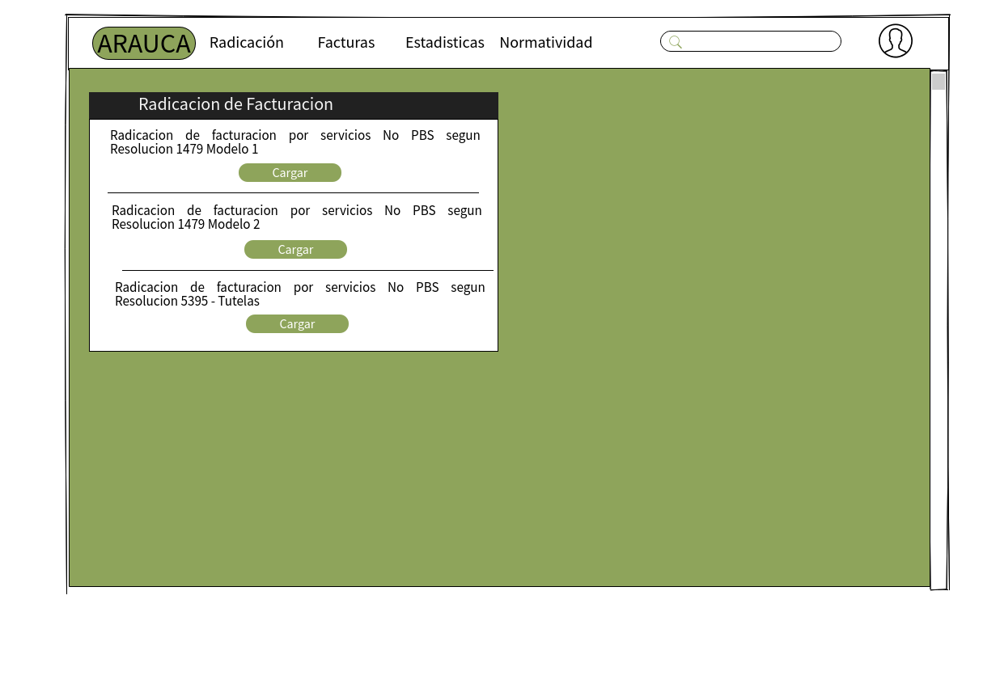 ARAUCA Radicación Facturas Estadisticas Normatividad
Radicacion de Facturacion
Radicacion de facturacion por servicios No PBS segun
Resolucion 1479 Modelo 1
Cargar
Radicacion de facturacion por servicios No PBS segun
Resolucion 1479 Modelo 2
Cargar
Radicacion de facturacion por servicios No PBS segun
Resolucion 5395 - Tutelas
Cargar